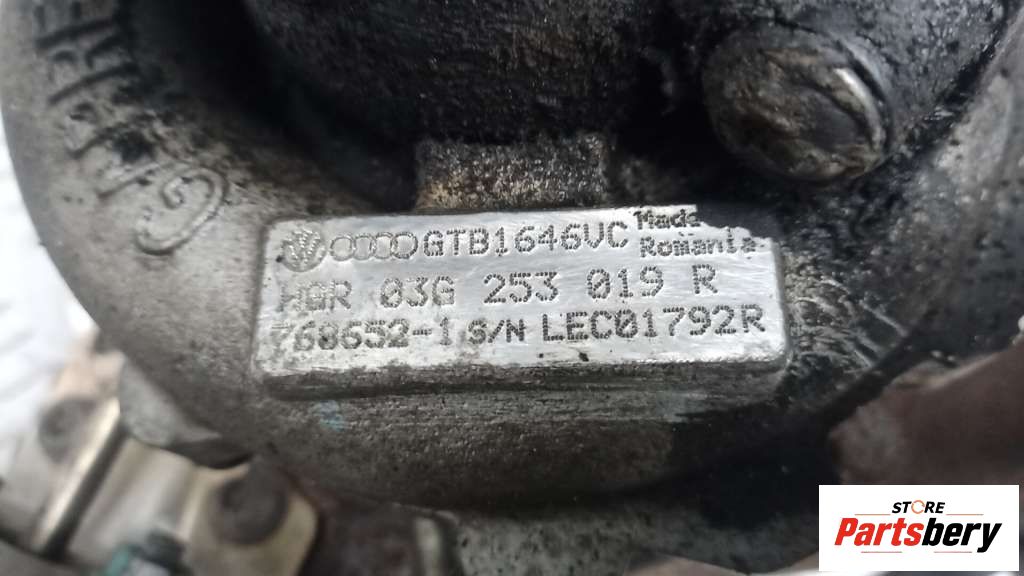 GTB1646VC Made
Romania
HGR 03G 253 019 R
768652-1 S/N LEC01792R
STORE
Partsbery